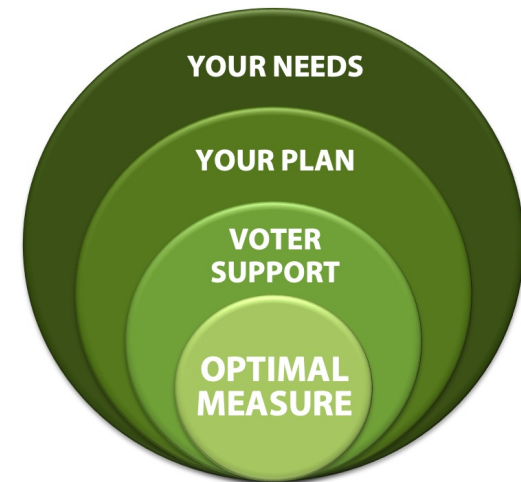 YOUR NEEDS
YOUR PLAN
VOTER
SUPPORT
OPTIMAL
MEASURE